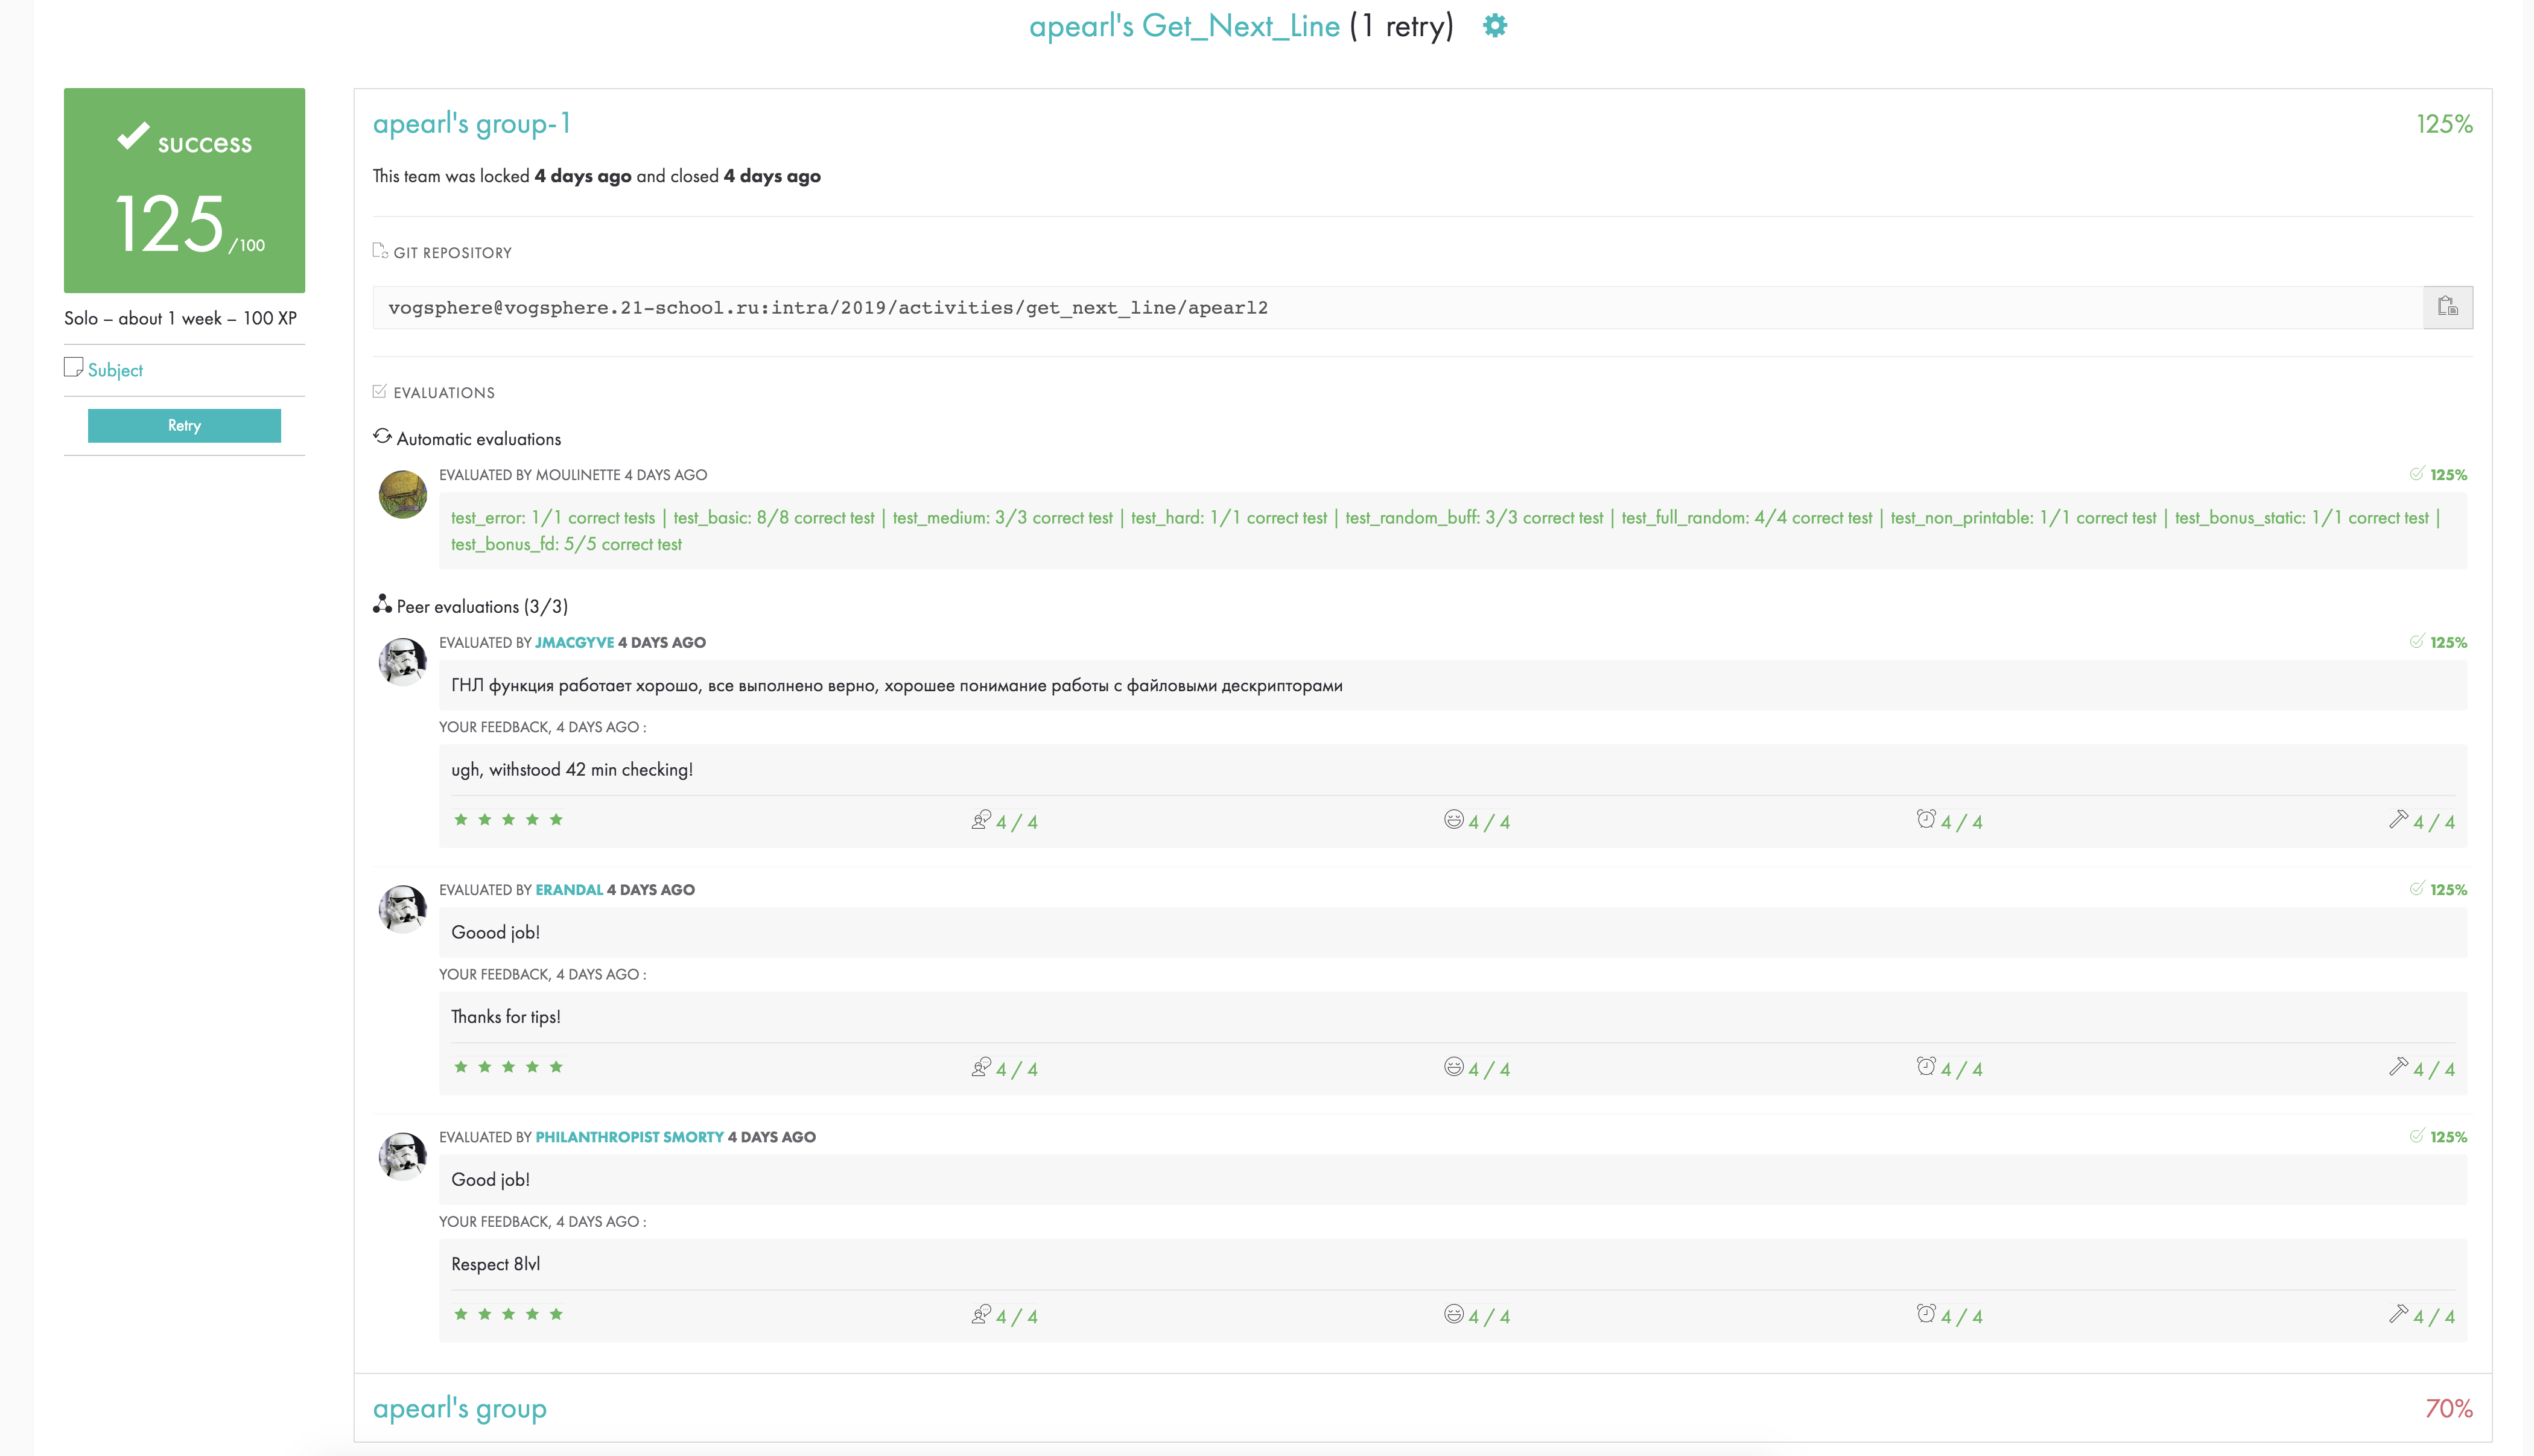 apearl's Get_Next_Line (1 retry)
success
125 /100
Solo – about 1 week – 100 XP
Subject
Retry
apearl's group-1
125%
This team was locked 4 days ago and closed 4 days ago
GIT REPOSITORY
vogsphere@vogsphere.21-school.ru:intra/2019/activities/get_next_line/apearl2
EVALUATIONS
Automatic evaluations
EVALUATED BY MOULINETTE 4 DAYS AGO
125%
test_error: 1/1 correct tests | test_basic: 8/8 correct test | test_medium: 3/3 correct test | test_hard: 1/1 correct test | test_random_buff: 3/3 correct test | test_full_random: 4/4 correct test | test_non_printable: 1/1 correct test | test_bonus_static: 1/1 correct test |
test_bonus_fd: 5/5 correct test
Peer evaluations (3/3)
EVALUATED BY JMACGYVE 4 DAYS AGO
125%
ГНЛ функция работает хорошо, все выполнено верно, хорошее понимание работы с файловыми дескрипторами
YOUR FEEDBACK, 4 DAYS AGO :
ugh, withstood 42 min checking!
4 / 4
4 / 4
4 / 4
4 / 4
EVALUATED BY ERANDAL 4 DAYS AGO
125%
Goood job!
YOUR FEEDBACK, 4 DAYS AGO :
Thanks for tips!
4 / 4
4 / 4
4 / 4
4 / 4
EVALUATED BY PHILANTHROPIST SMORTY 4 DAYS AGO
125%
Good job!
YOUR FEEDBACK, 4 DAYS AGO :
Respect 8lvl
4 / 4
4 / 4
4 / 4
4 / 4
apearl's group
70%